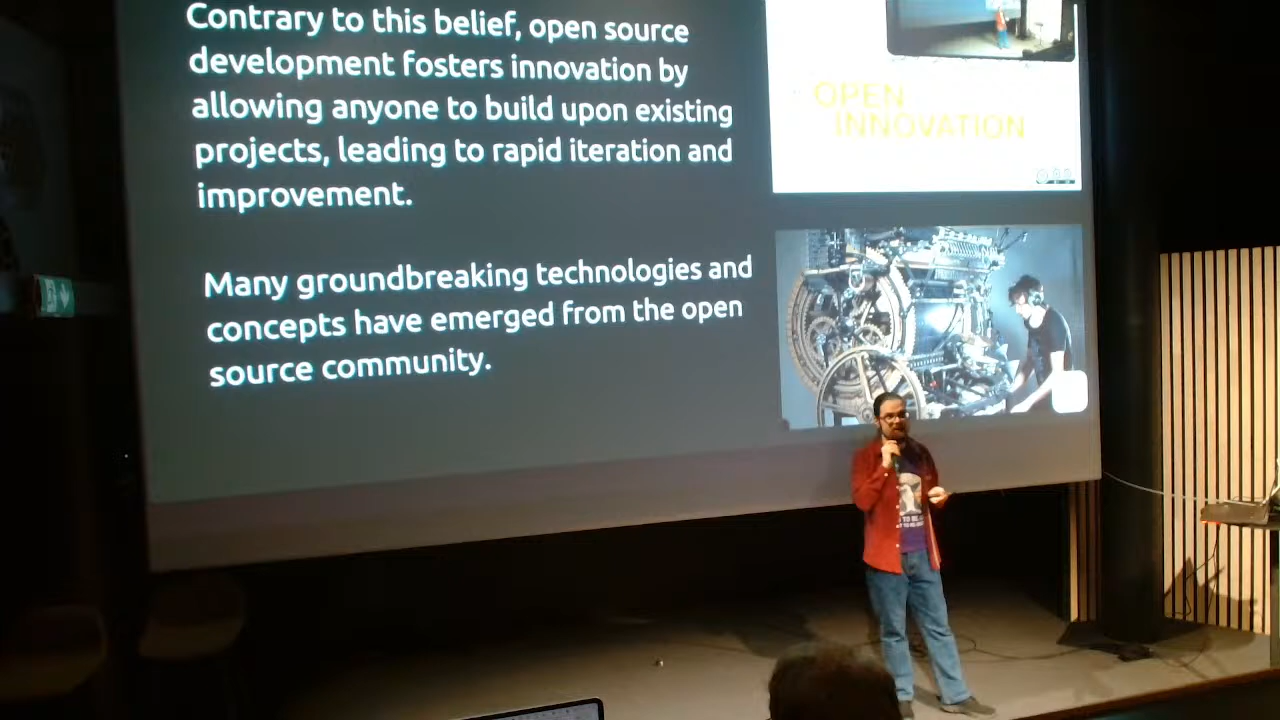 Contrary to this belief, open source
development fosters innovation by
allowing anyone to build upon existing
projects, leading to rapid iteration and
improvement.
Many groundbreaking technologies and
concepts have emerged from the open
source community.
OPEN
INNOVATION